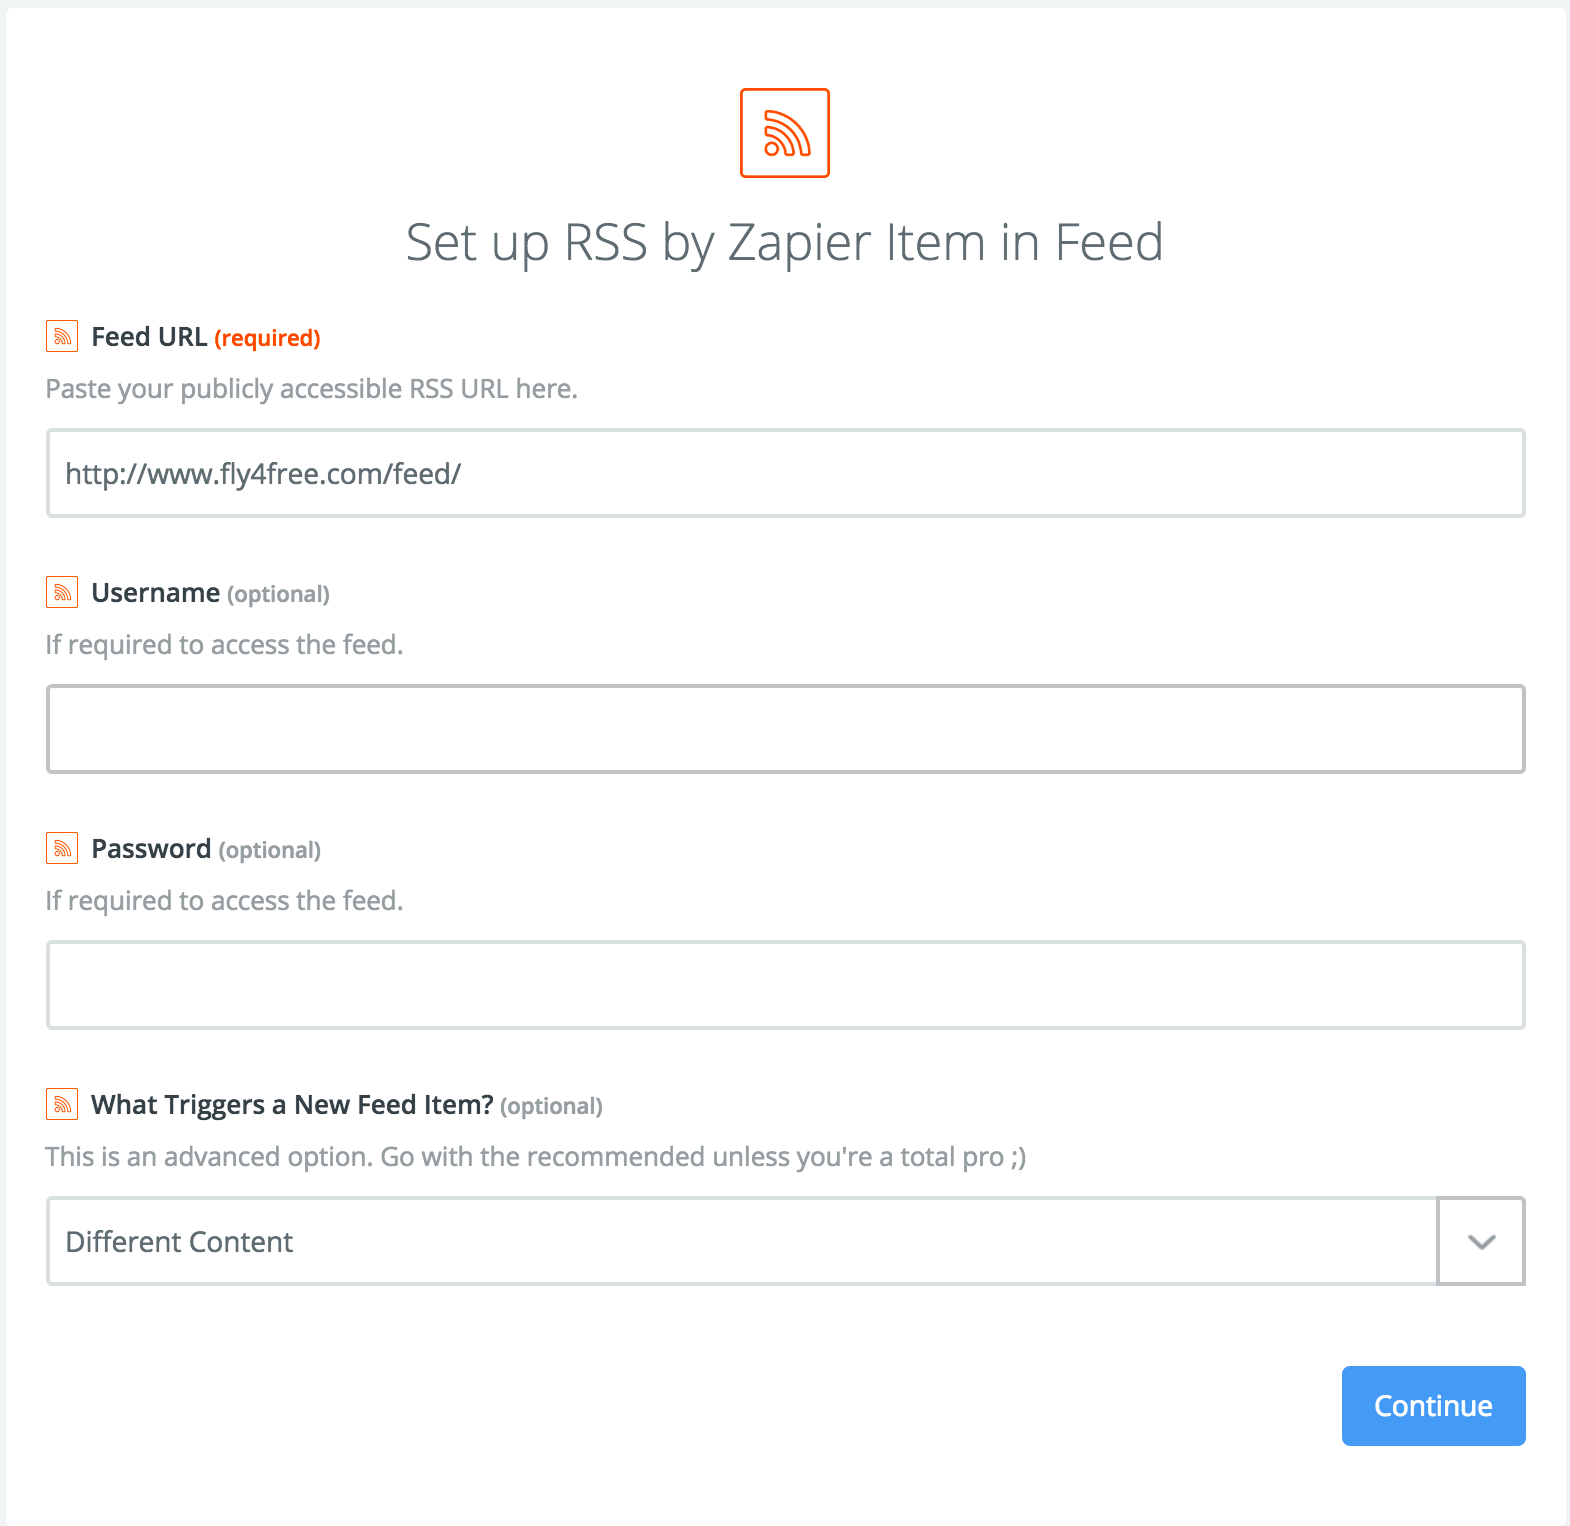 Set up RSS by Zapier Item in Feed
Feed URL (required)
Paste your publicly accessible RSS URL here.
http://www.fly4free.com/feed/
Username (optional)
If required to access the feed.
Password (optional)
If required to access the feed.
What Triggers a New Feed Item? (optional)
This is an advanced option. Go with the recommended unless you're a total pro ;)
Different Content
Continue